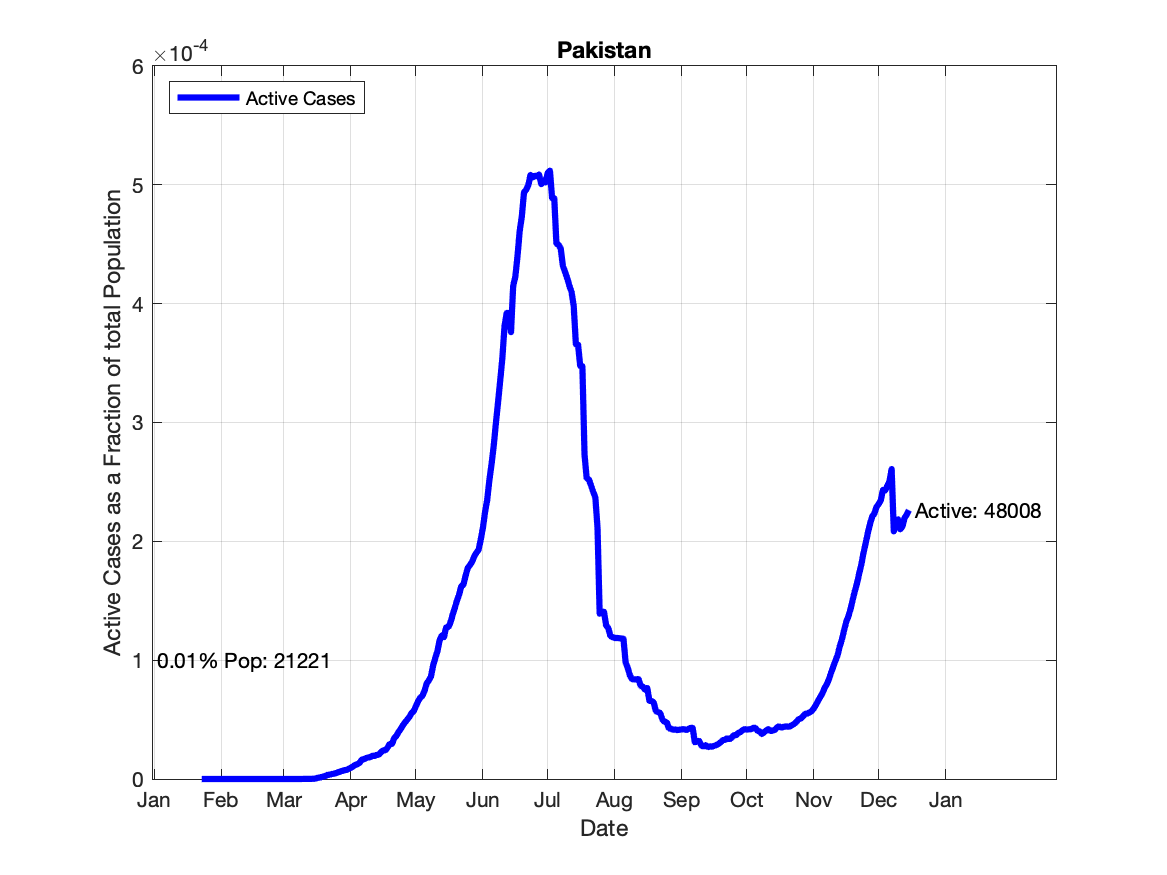 Pakistan
×10-4
6
Active Cases
5
4
3
2
1
0
Active Cases as a Fraction of total Population
0.01% Pop: 21221
Active: 48008
Jan Feb Mar Apr May Jun Jul Aug Sep Oct Nov Dec Jan
Date